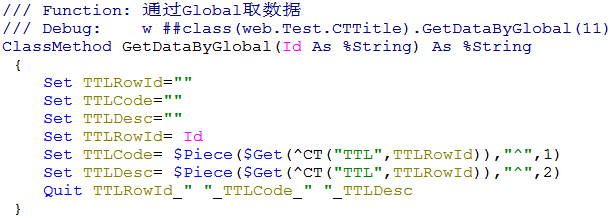 /// Function: 通过Global取数据
/// Debug:    w ##class(web.Test.CTTitle).GetDataByGlobal(11)
ClassMethod GetDataByGlobal(Id As %String) As %String
{
Set TTLRowId=""
Set TTLCode=""
Set TTLDesc=""
Set TTLRowId= Id
Set TTLCode= $Piece($Get(^CT("TTL",TTLRowId)),"^",1)
Set TTLDesc= $Piece($Get(^CT("TTL",TTLRowId)),"^",2)
Quit TTLRowId_" "_TTLCode_" "_TTLDesc
}